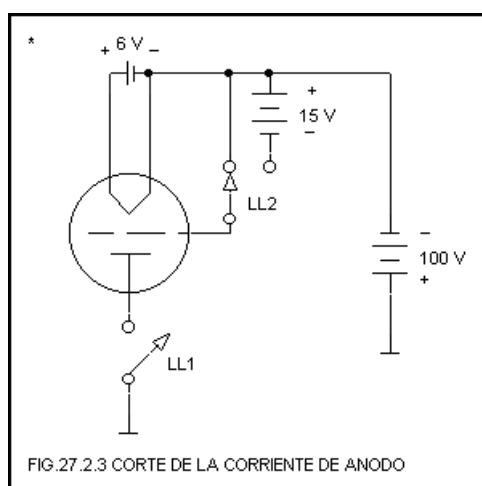 *
+ 6 V −
+
15 V
−
LL2
−
100 V
+
LL1
FIG.27.2.3 CORTE DE LA CORRIENTE DE ANODO